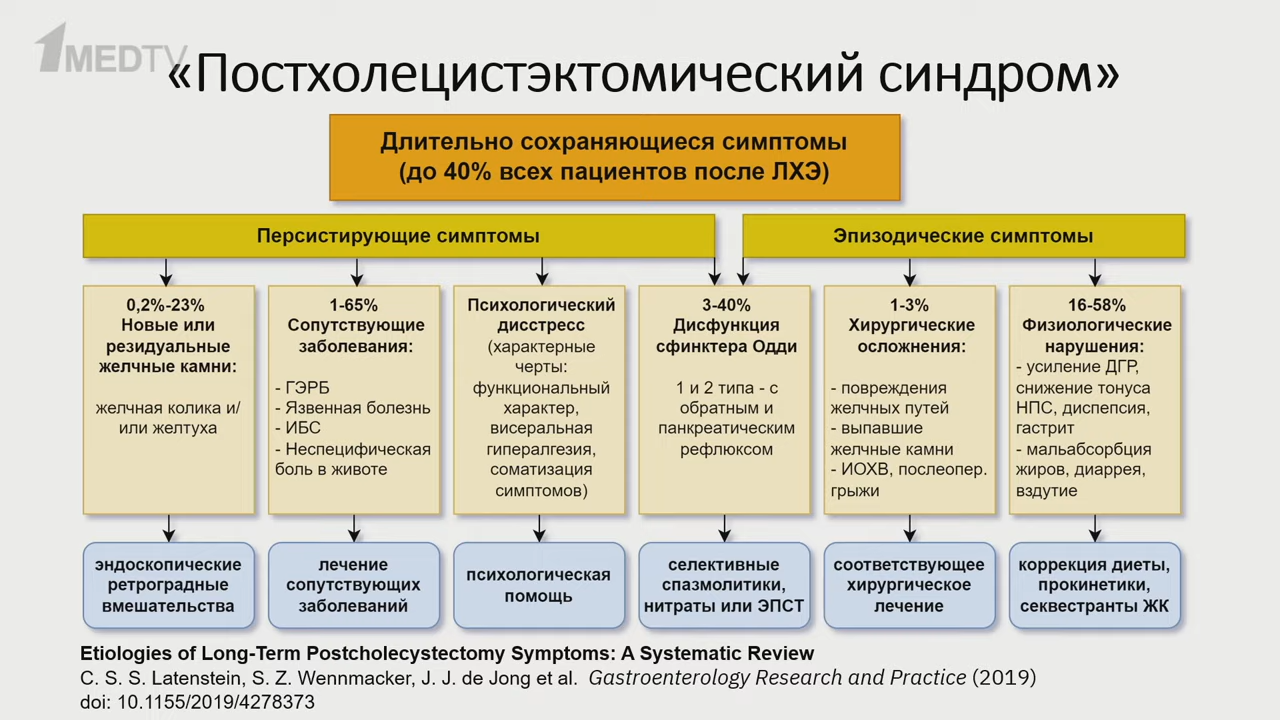 1MEDTV
«Постхолецистэктомический синдром»
Длительно сохраняющиеся симптомы
(до 40% всех пациентов после ЛХЭ)
Персистирующие симптомы
Эпизодические симптомы
0,2%-23%
Новые или
резидуальные
желчные камни:
желчная колика и/
или желтуха
1-65%
Сопутствующие
заболевания:
- ГЭРБ
- Язвенная болезнь
- ИБС
- Неспецифическая
боль в животе
Психологический
дисстресс
(характерные
черты:
функциональный
характер,
висеральная
гипералгезия,
соматизация
симптомов)
3-40%
Дисфункция
сфинктера Одди
1 и 2 типа - с
обратным и
панкреатическим
рефлюксом
1-3%
Хирургические
осложнения:
- повреждения
желчных путей
- выпавшие
желчные камни
- ИОХВ, послеопер.
грыжи
16-58%
Физиологические
нарушения:
- усиление ДГР,
снижение тонуса
НПС, диспепсия,
гастрит
- мальабсорбция
жиров, диаррея,
вздутие
эндоскопические
ретроградные
вмешательства
лечение
сопутствующих
заболеваний
психологическая
помощь
селективные
спазмолитики,
нитраты или ЭПСТ
соответствующее
хирургическое
лечение
коррекция диеты,
прокинетики,
секвестранты ЖК
Etiologies of Long-Term Postcholecystectomy Symptoms: A Systematic Review
C. S. S. Latenstein, S. Z. Wennmacker, J. J. de Jong et al. Gastroenterology Research and Practice (2019)
doi: 10.1155/2019/4278373